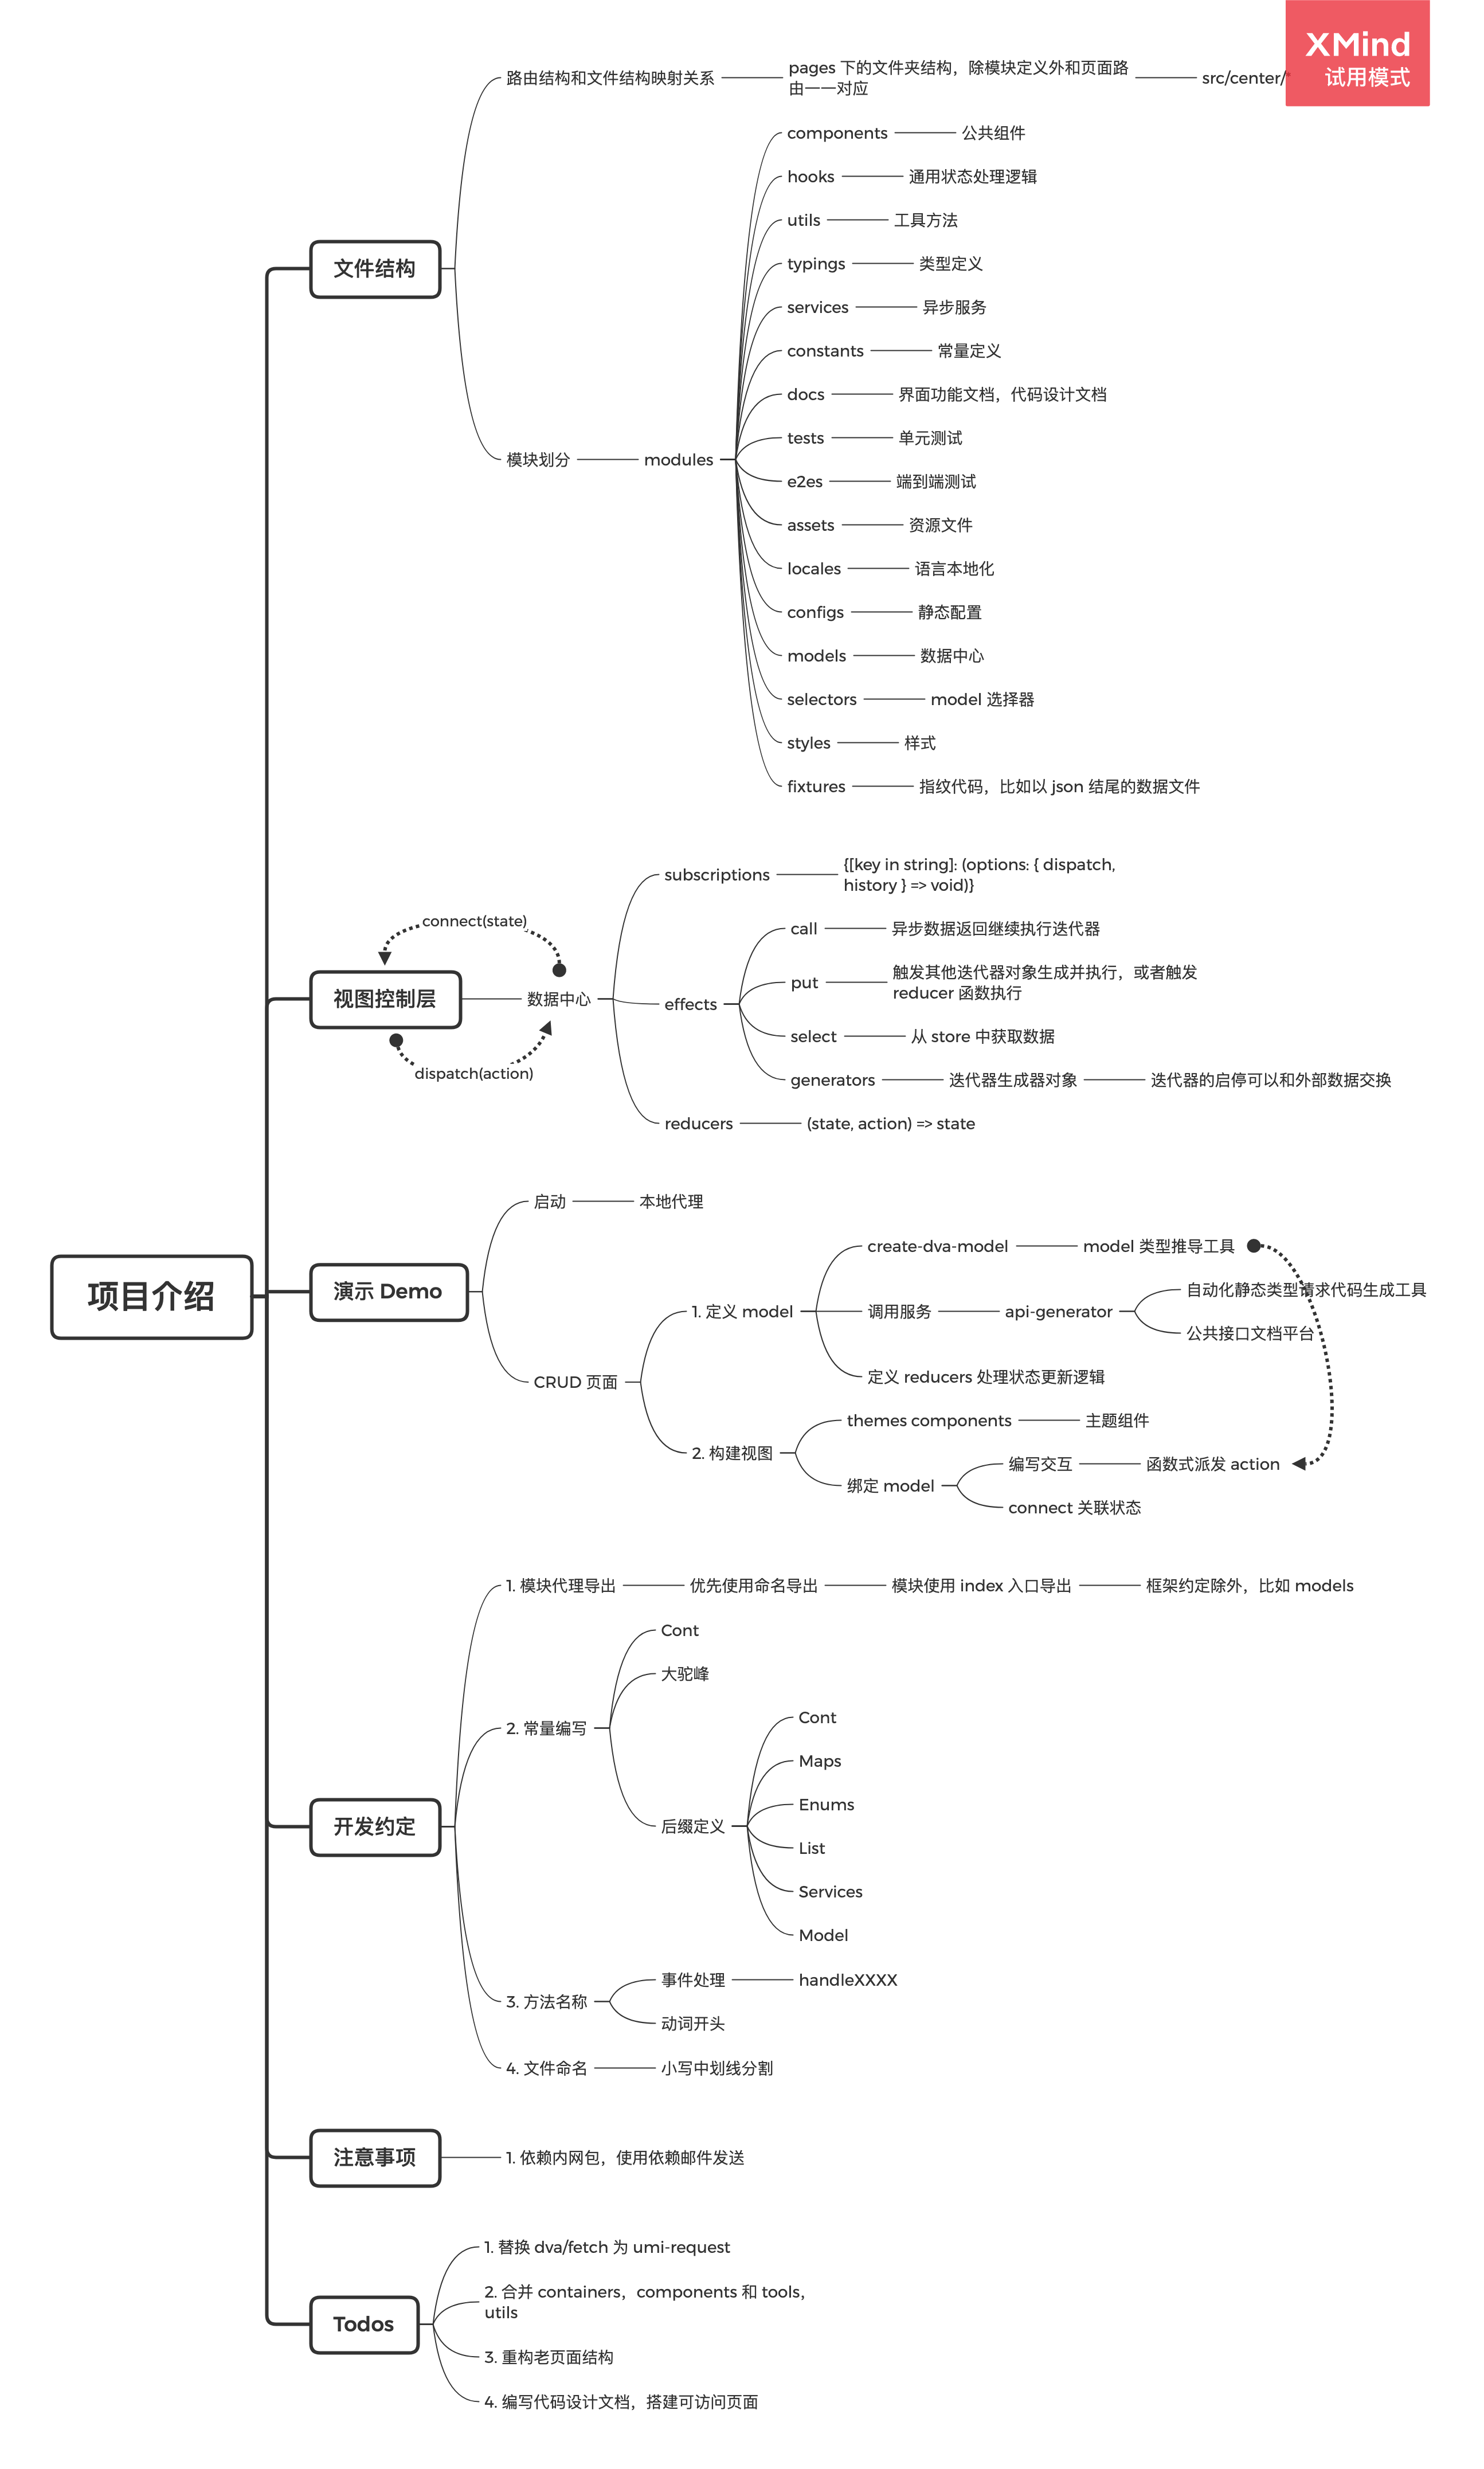 XMind
试用模式
路由结构和文件结构映射关系
pages 下的文件夹结构，除模块定义外和页面路
由一一对应
src/center/*
components
公共组件
hooks
通用状态处理逻辑
utils
工具方法
typings
类型定义
services
异步服务
constants
常量定义
docs
界面功能文档，代码设计文档
tests
单元测试
e2es
端到端测试
assets
资源文件
locales
语言本地化
configs
静态配置
models
数据中心
selectors
model 选择器
styles
样式
fixtures
指纹代码，比如以 json 结尾的数据文件
文件结构
模块划分
modules
subscriptions
{[key in string]: (options: { dispatch,
history } => void)}
call
异步数据返回继续执行迭代器
put
触发其他迭代器对象生成并执行，或者触发
reducer 函数执行
select
从 store 中获取数据
generators
迭代器生成器对象
迭代器的启停可以和外部数据交换
effects
reducers
(state, action) => state
connect(state)
视图控制层
数据中心
dispatch(action)
项目介绍
演示 Demo
启动
本地代理
CRUD 页面
1. 定义 model
create-dva-model
model 类型推导工具
调用服务
api-generator
自动化静态类型请求代码生成工具
公共接口文档平台
定义 reducers 处理状态更新逻辑
2. 构建视图
themes components
主题组件
绑定 model
编写交互
函数式派发 action
connect 关联状态
开发约定
1. 模块代理导出
优先使用命名导出
模块使用 index 入口导出
框架约定除外，比如 models
2. 常量编写
Cont
大驼峰
后缀定义
Cont
Maps
Enums
List
Services
Model
3. 方法名称
事件处理
handleXXXX
动词开头
4. 文件命名
小写中划线分割
注意事项
1. 依赖内网包，使用依赖邮件发送
Todos
1. 替换 dva/fetch 为 umi-request
2. 合并 containers，components 和 tools，
utils
3. 重构老页面结构
4. 编写代码设计文档，搭建可访问页面